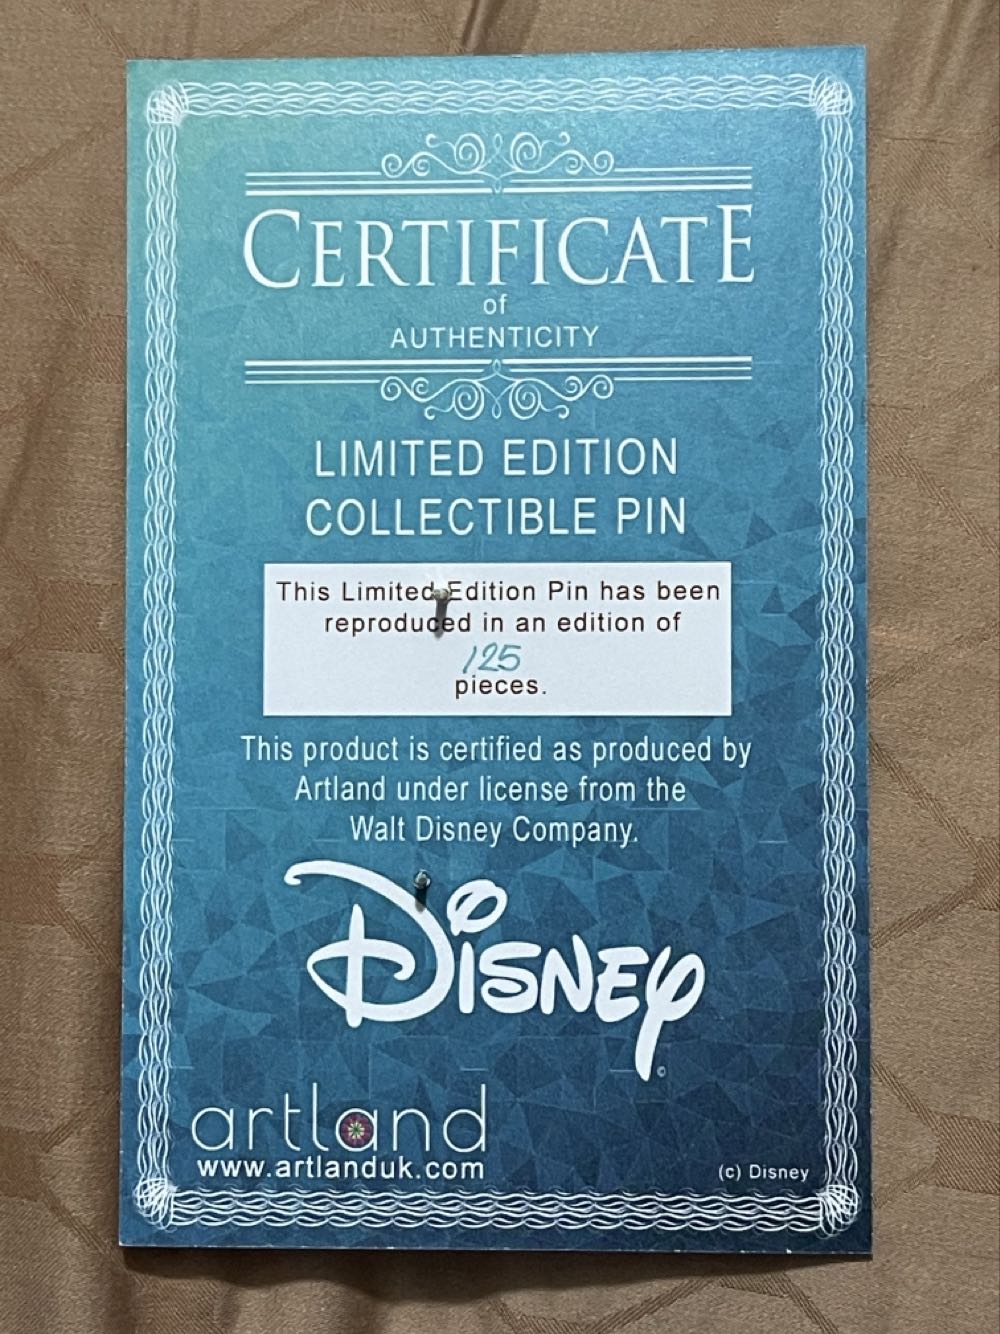 CERTIFICATE
of
AUTHENTICITY
LIMITED EDITION
COLLECTIBLE PIN
This Limited Edition Pin has been
reproduced in an edition of
125
pieces.
This product is certified as produced by
Artland under license from the
Walt Disney Company.
DISNEY
©
artland
www.artlanduk.com
(c) Disney